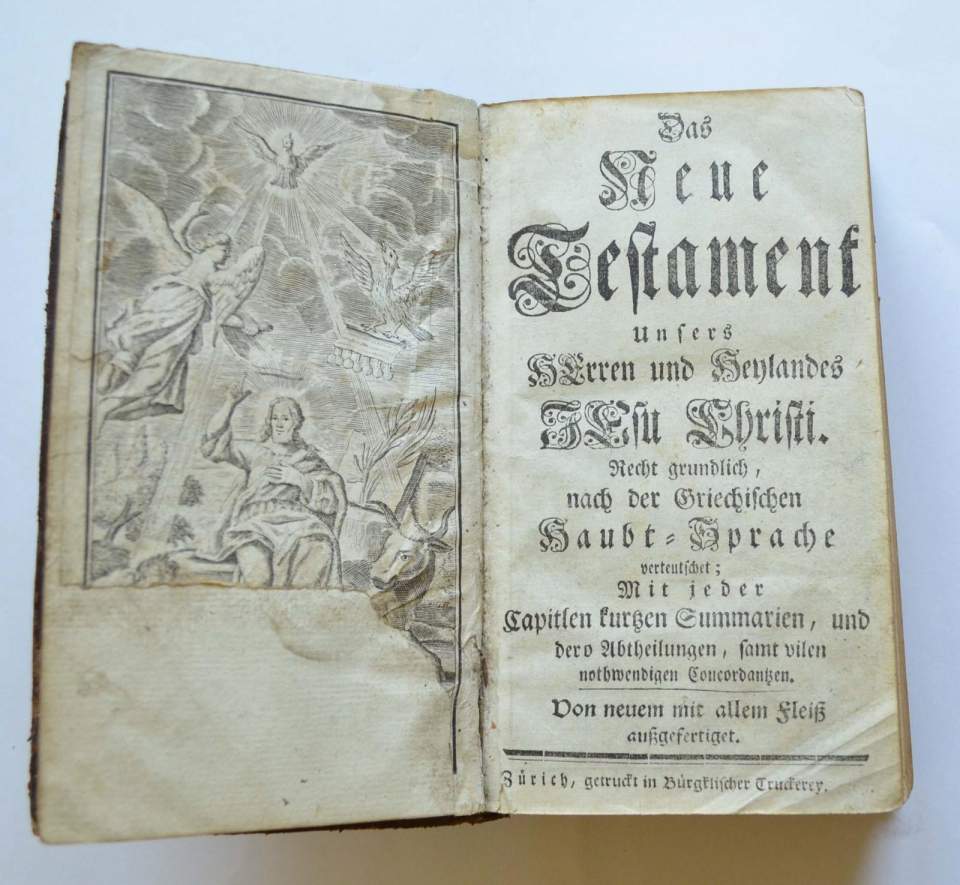 Das
Neue
Testament
Unsers
HErren und Heylandes
JEsu Christi.
Recht grundlich,
nach der Griechischen
Haubt-Sprache
verteutschet;
Mit jeder
Capitlen kurtzen Summarien, und
dero Abtheilungen, samt vilen
nothwendigen Concordantzen.
Von neuem mit allem Fleiß
außgefertiget.
Zürich, getruckt in Bürgklischer Truckerey.